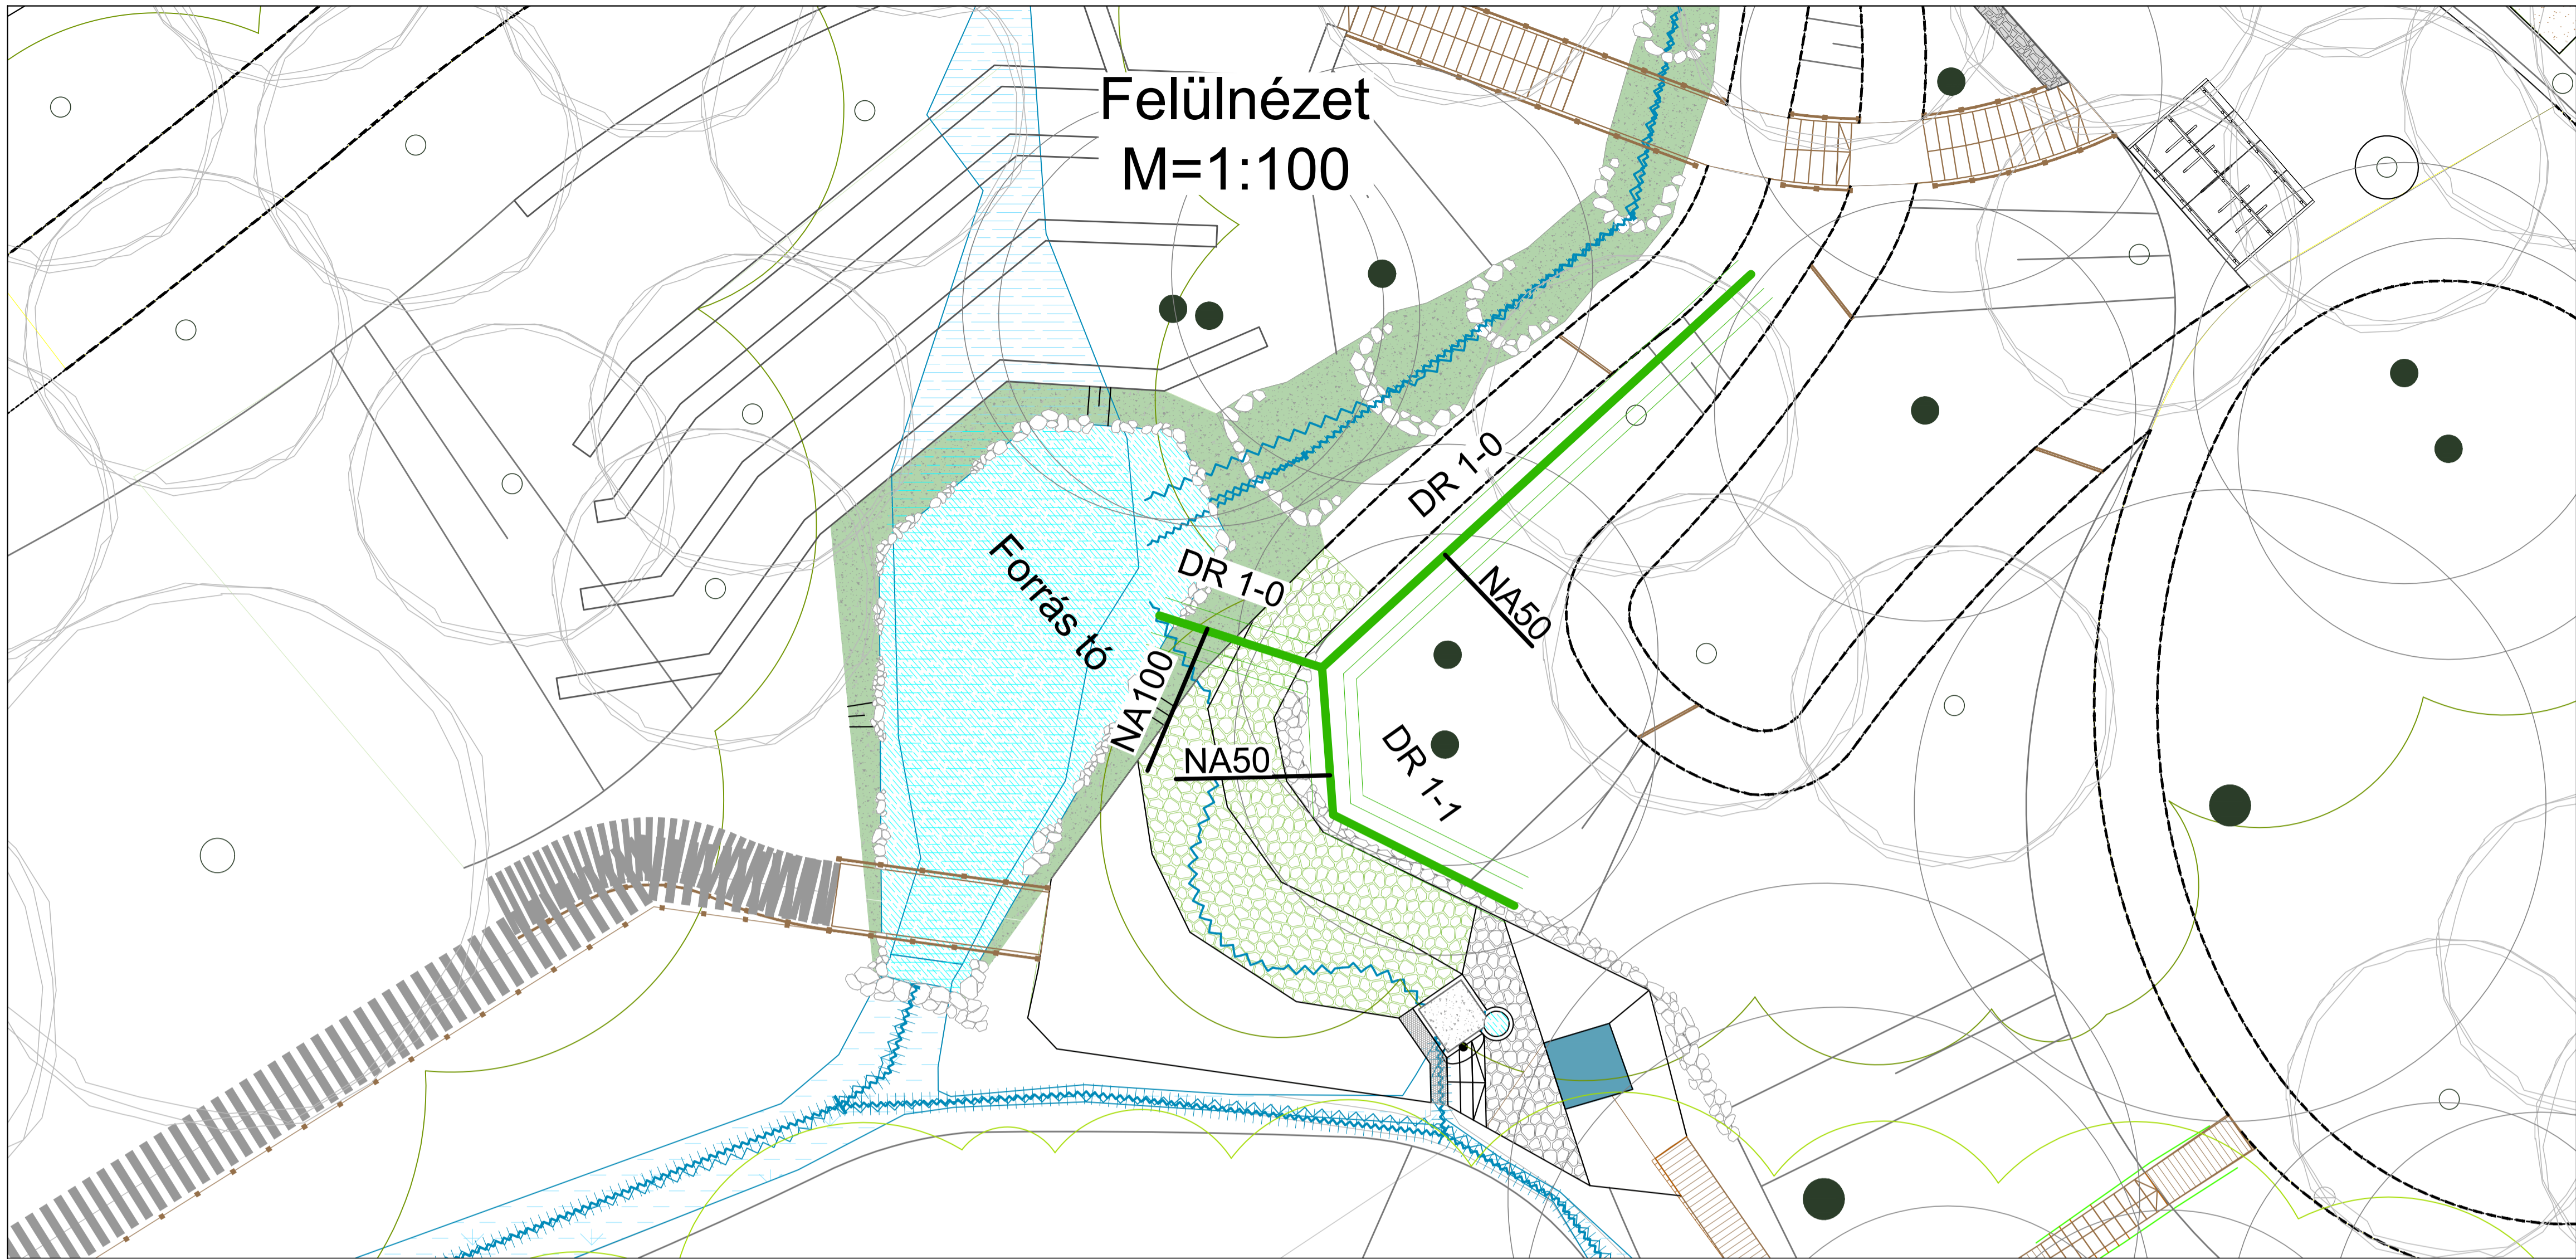 Felülnézet
M=1:100
DR 1-0
DR 1-0
Forrás tó
NA50
NA100
NA50
DR 1-1